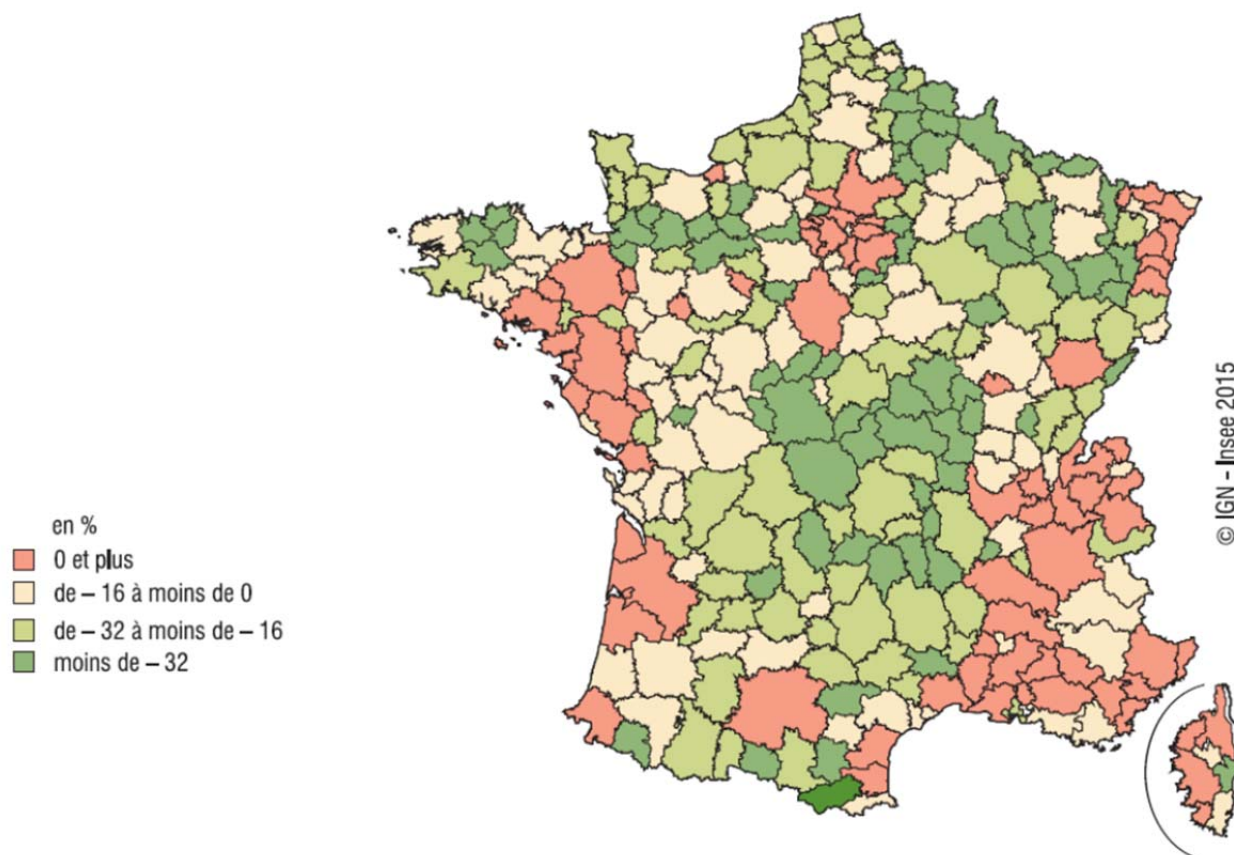 en %
0 et plus
de – 16 à moins de 0
de – 32 à moins de – 16
moins de – 32
© IGN - Insee 2015